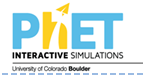 PhET
INTERACTIVE SIMULATIONS
University of Colorado Boulder